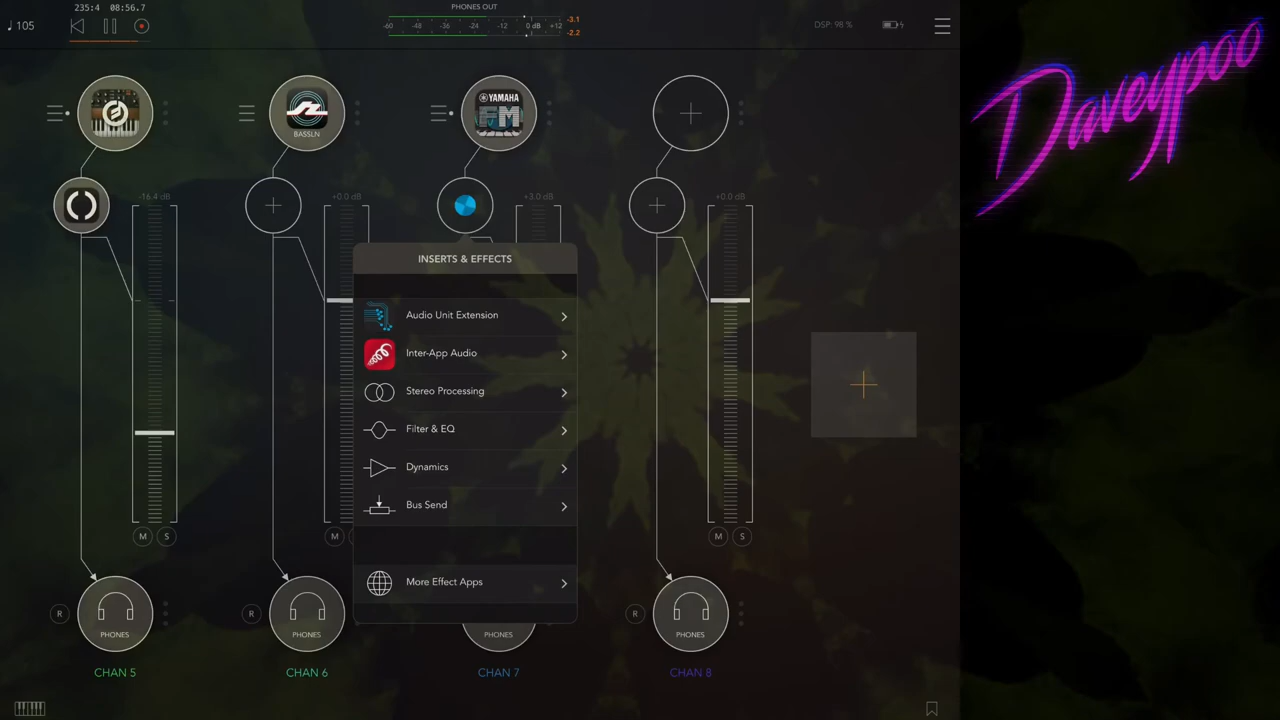 235:4 08:56.7
♩ 105
PHONES OUT
-60 -48 -36 -24 -12 0 dB +12
-3.1
-2.2
DSP: 98 %
Daveypoo
BASSLN
YAMAHA
FM
-16.4 dB
+0.0 dB
+3.0 dB
+0.0 dB
INSERTS & EFFECTS
Audio Unit Extension
Inter-App Audio
Stereo Processing
Filter & EQ
Dynamics
Bus Send
More Effect Apps
M S
M
M S
R
PHONES
R
PHONES
PHONES
R
PHONES
CHAN 5
CHAN 6
CHAN 7
CHAN 8